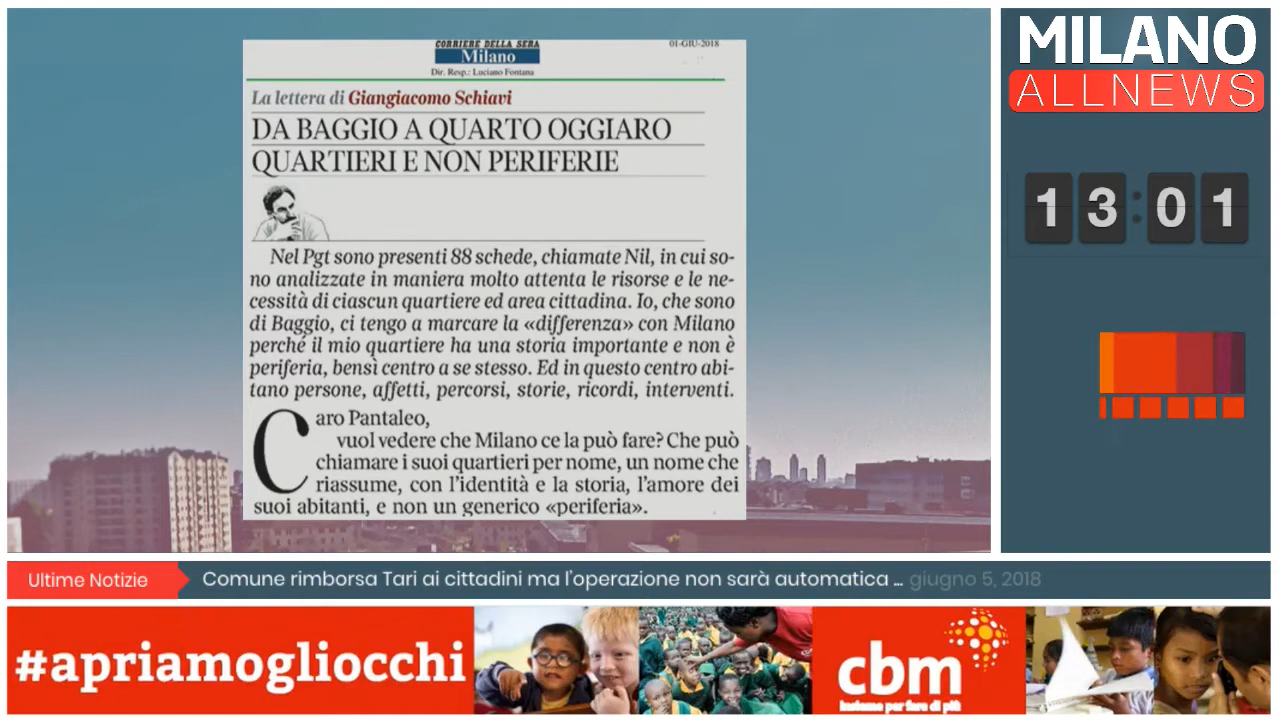 CORRIERE DELLA SERA
Milano
Dir. Resp.: Luciano Fontana
01-GIU-2018
La lettera di Giangiacomo Schiavi
DA BAGGIO A QUARTO OGGIARO
QUARTIERI E NON PERIFERIE
Nel Pgt sono presenti 88 schede, chiamate Nil, in cui so-
no analizzate in maniera molto attenta le risorse e le ne-
cessità di ciascun quartiere ed area cittadina. Io, che sono
di Baggio, ci tengo a marcare la «differenza» con Milano
perché il mio quartiere ha una storia importante e non è
periferia, bensì centro a se stesso. Ed in questo centro abi-
tano persone, affetti, percorsi, storie, ricordi, interventi.
Caro Pantaleo,
vuol vedere che Milano ce la può fare? Che può
chiamare i suoi quartieri per nome, un nome che
riassume, con l'identità e la storia, l'amore dei
suoi abitanti, e non un generico «periferia».
MILANO
ALLNEWS
13:01
Ultime Notizie
Comune rimborsa Tari ai cittadini ma l'operazione non sarà automatica ... giugno 5, 2018
#apriamogliocchi
cbm
insieme per fare di più